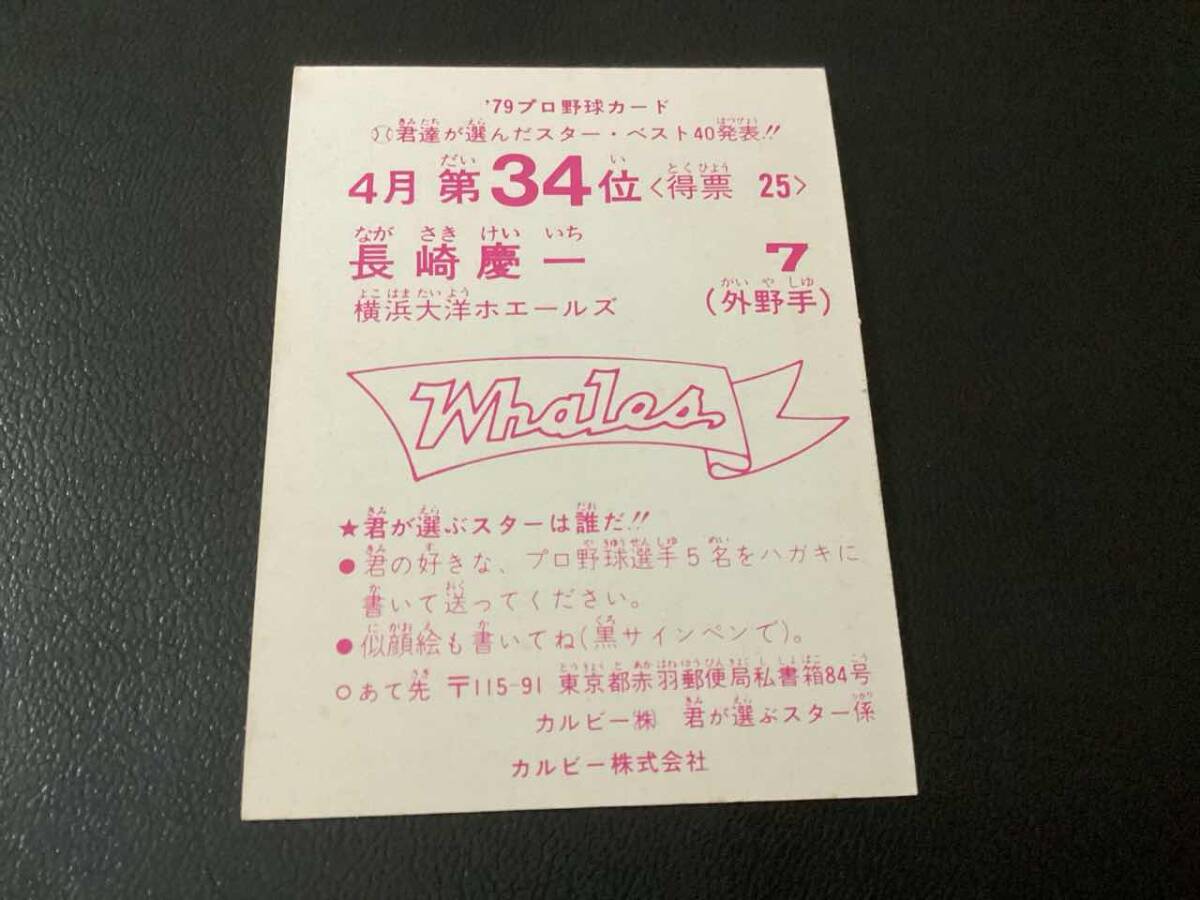 '79プロ野球カード
君達が選んだスター・ベスト40発表!!
4月 第34位〈得票 25〉
長崎慶一 7
横浜大洋ホエールズ (外野手)
Whales
★君が選ぶスターは誰だ!!
●君の好きな、プロ野球選手5名をハガキに
書いて送ってください。
●似顔絵も書いてね(黒サインペンで)。
○あて先 〒115-91 東京都赤羽郵便局私書箱84号
カルビー㈱ 君が選ぶスター係
カルビー株式会社